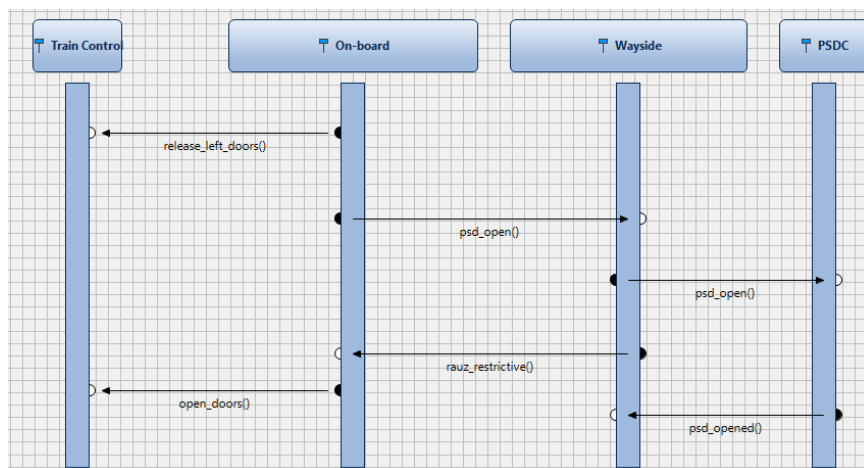 Train Control
On-board
Wayside
PSDC
release_left_doors()
psd_open()
psd_open()
rauz_restrictive()
open_doors()
psd_opened()